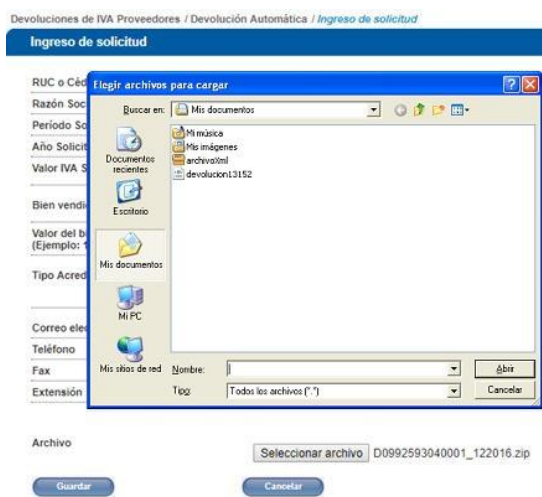 Devoluciones de IVA Proveedores / Devolución Automática / Ingreso de solicitud
Ingreso de solicitud
RUC o Céd
Razón Soc
Período So
Año Solicit
Valor IVA S
Bien vendi
Valor del b
(Ejemplo: 1
Tipo Acred
Correo elec
Teléfono
Fax
Extensión
Elegir archivos para cargar
Buscar en: Mis documentos
Documentos recientes
Escritorio
Mis documentos
Mi PC
Mis sitios de red
Mi música
Mis imágenes
archivoXml
devolucion13152
Nombre:
Abrir
Tipo: Todos los archivos (*.*)
Cancelar
Archivo
Seleccionar archivo D0992593040001_122016.zip
Guardar
Cancelar